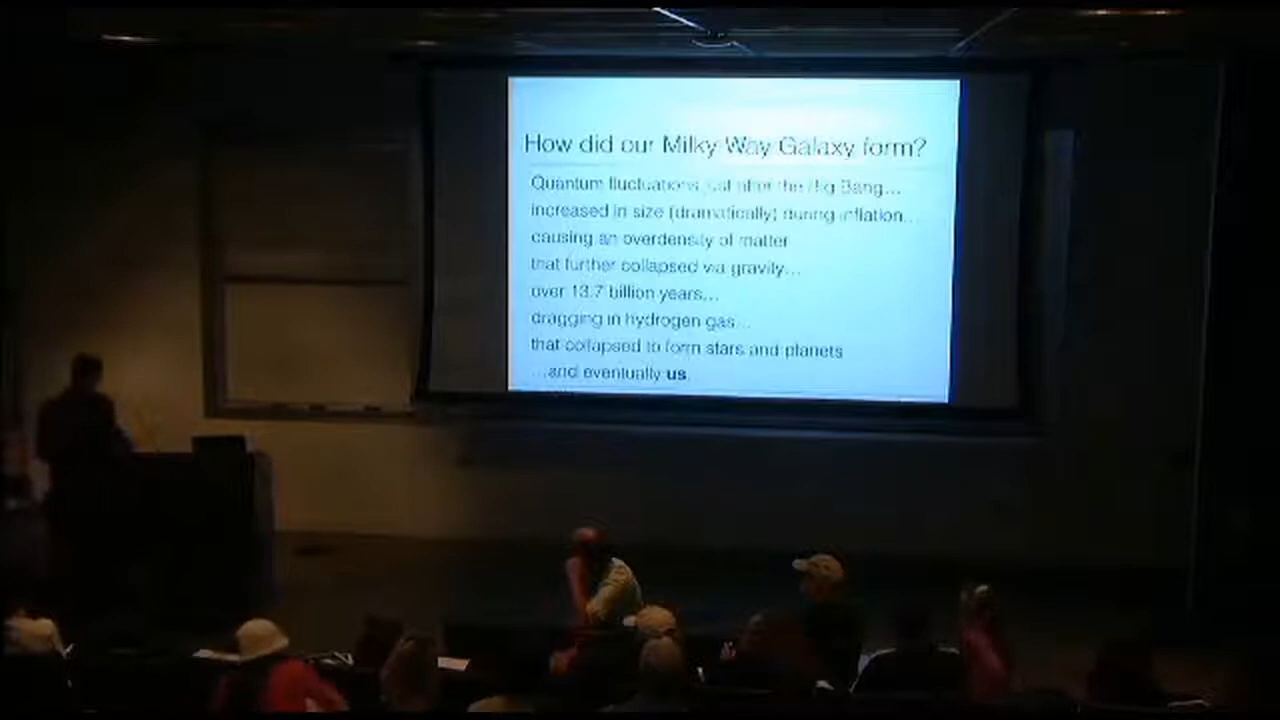 How did our Milky Way Galaxy form?
Quantum fluctuations just after the Big Bang...
increased in size (dramatically) during inflation...
causing an overdensity of matter
that further collapsed via gravity...
over 13.7 billion years...
dragging in hydrogen gas...
that collapsed to form stars and planets
...and eventually us.